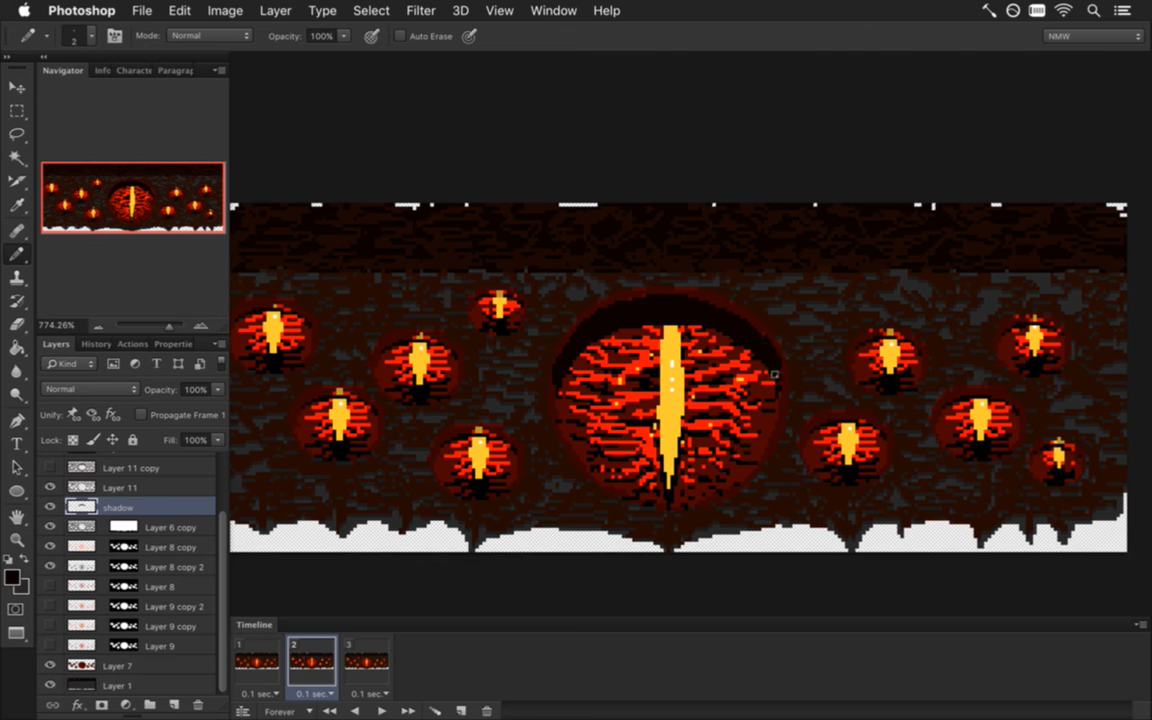 Photoshop File Edit Image Layer Type Select Filter 3D View Window Help
2 Mode: Normal Opacity: 100% Auto Erase NMW
Navigator Info Characte Paragrap
774.26%
Layers History Actions Propertie
Kind
Normal Opacity: 100%
Unify: Propagate Frame 1
Lock: Fill: 100%
Layer 11 copy
Layer 11
shadow
Layer 6 copy
Layer 8 copy
Layer 8 copy 2
Layer 8
Layer 9 copy 2
Layer 9 copy
Layer 9
Layer 7
Layer 1
Timeline
1 2 3
0.1 sec. 0.1 sec. 0.1 sec.
Forever